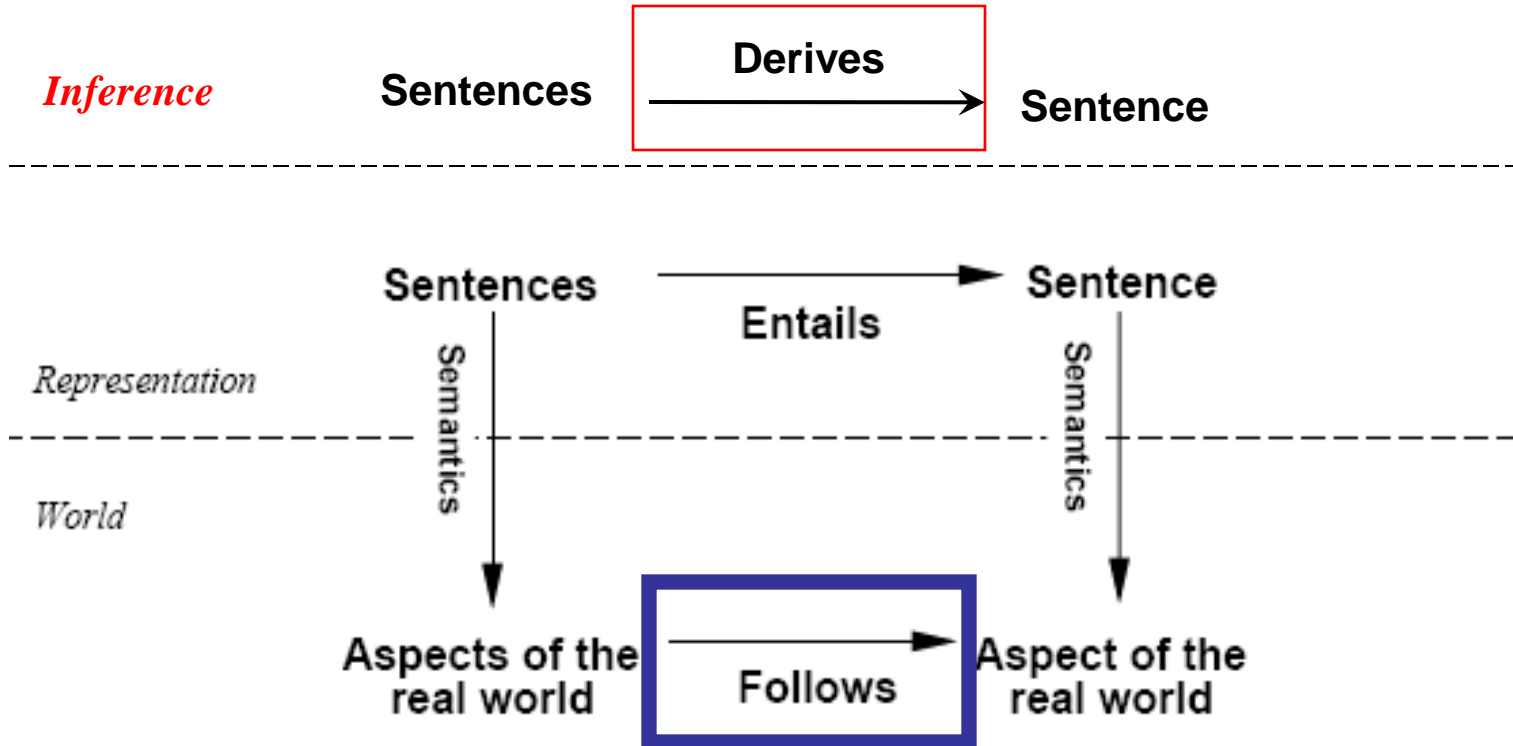 Inference
Sentences
Derives
Sentence
Sentences
Entails
Sentence
Semantics
Semantics
Representation
World
Aspects of the
real world
Follows
Aspect of the
real world